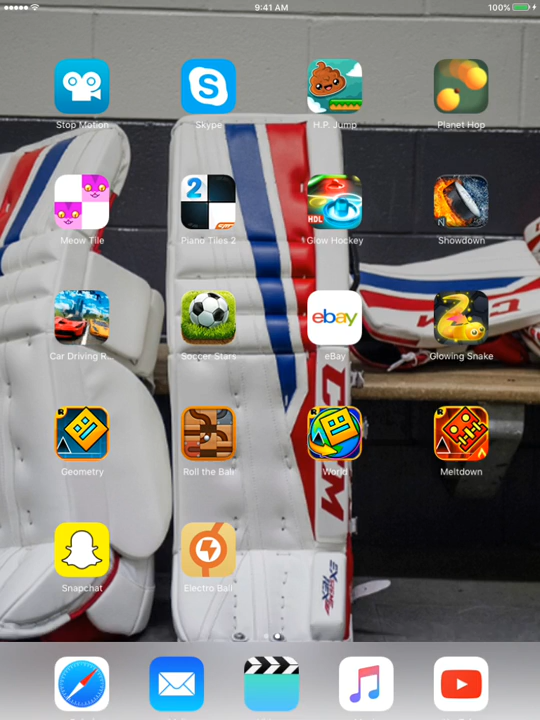 9:41 AM
100%
Stop Motion
Skype
H.P. Jump
Planet Hop
2
HDL
Meow Tile
Piano Tiles 2
Glow Hockey
Showdown
ebay
Car Driving R...
Soccer Stars
eBay
Glowing Snake
Geometry
Roll the Ball
World
Meltdown
Snapchat
Electro Ball
CCM